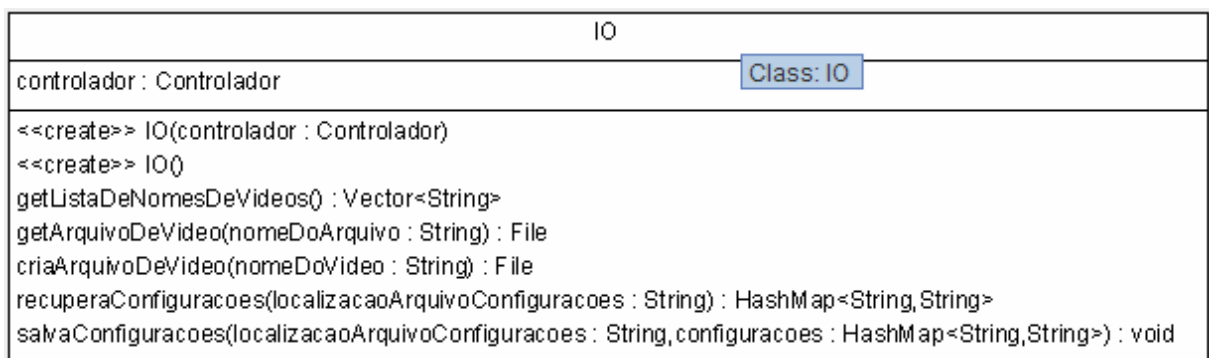 IO
Class: IO
controlador : Controlador
<<create>> IO(controlador : Controlador)
<<create>> IO()
getListaDeNomesDeVideos() : Vector<String>
getArquivoDeVideo(nomeDoArquivo : String) : File
criaArquivoDeVideo(nomeDoVideo : String) : File
recuperaConfiguracoes(localizacaoArquivoConfiguracoes : String) : HashMap<String,String>
salvaConfiguracoes(localizacaoArquivoConfiguracoes : String,configuracoes : HashMap<String,String>) : void